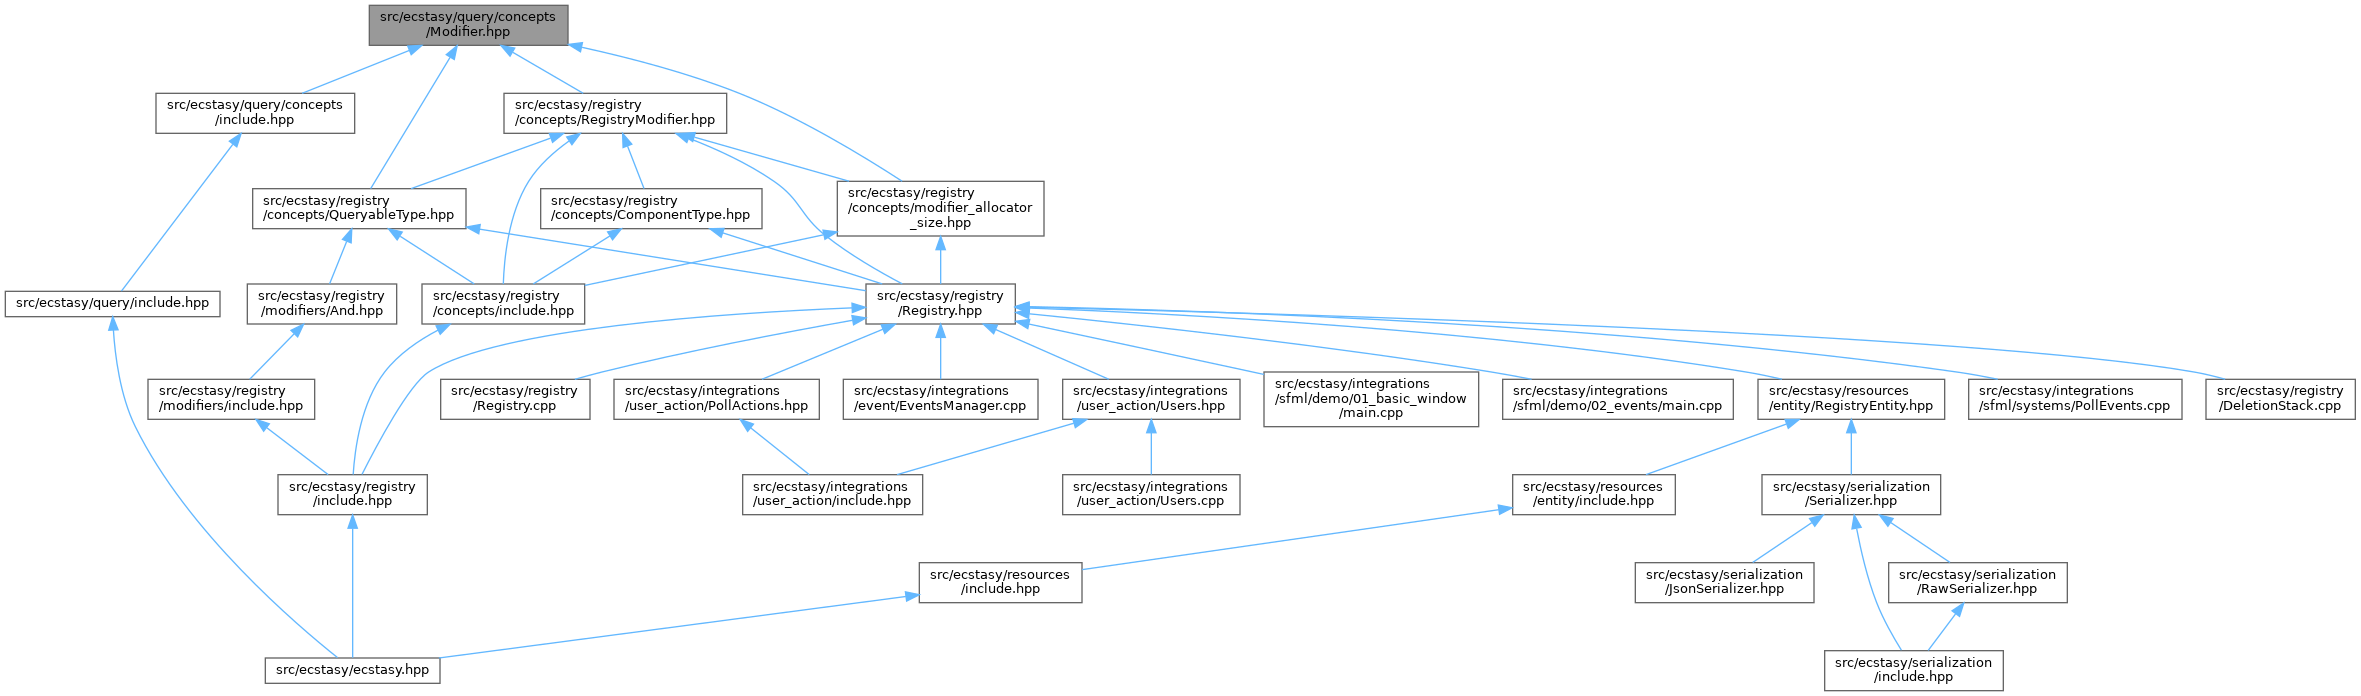 src/ecstasy/query/concepts
/Modifier.hpp
src/ecstasy/query/concepts
/include.hpp
src/ecstasy/registry
/concepts/RegistryModifier.hpp
src/ecstasy/registry
/concepts/QueryableType.hpp
src/ecstasy/registry
/concepts/ComponentType.hpp
src/ecstasy/registry
/concepts/modifier_allocator
_size.hpp
src/ecstasy/query/include.hpp
src/ecstasy/registry
/modifiers/And.hpp
src/ecstasy/registry
/concepts/include.hpp
src/ecstasy/registry
/Registry.hpp
src/ecstasy/registry
/modifiers/include.hpp
src/ecstasy/registry
/Registry.cpp
src/ecstasy/integrations
/user_action/PollActions.hpp
src/ecstasy/integrations
/event/EventsManager.cpp
src/ecstasy/integrations
/user_action/Users.hpp
src/ecstasy/integrations
/sfml/demo/01_basic_window
/main.cpp
src/ecstasy/integrations
/sfml/demo/02_events/main.cpp
src/ecstasy/resources
/entity/RegistryEntity.hpp
src/ecstasy/integrations
/sfml/systems/PollEvents.cpp
src/ecstasy/registry
/DeletionStack.cpp
src/ecstasy/registry
/include.hpp
src/ecstasy/integrations
/user_action/include.hpp
src/ecstasy/integrations
/user_action/Users.cpp
src/ecstasy/resources
/entity/include.hpp
src/ecstasy/serialization
/Serializer.hpp
src/ecstasy/resources
/include.hpp
src/ecstasy/serialization
/JsonSerializer.hpp
src/ecstasy/serialization
/RawSerializer.hpp
src/ecstasy/ecstasy.hpp
src/ecstasy/serialization
/include.hpp